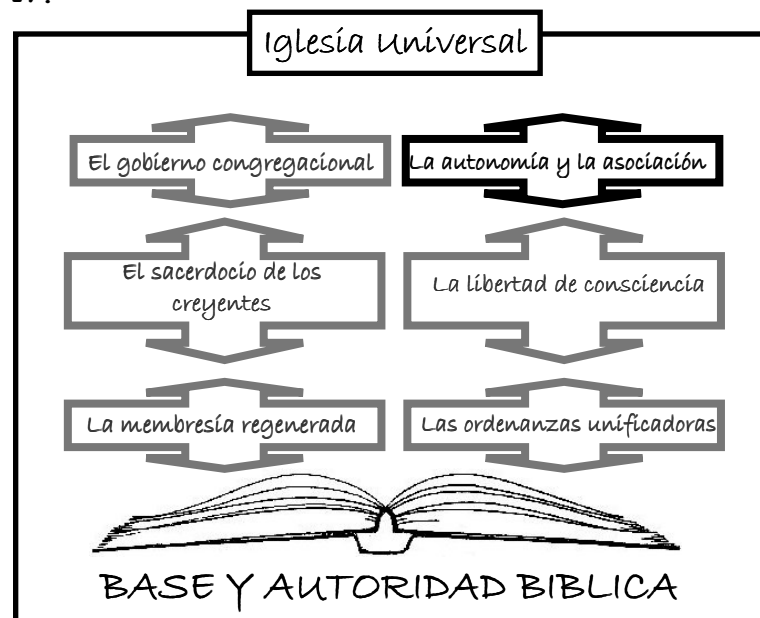 Iglesia Universal
El gobierno congregacional
La autonomía y la asociación
El sacerdocio de los
creyentes
La libertad de consciencia
La membresía regenerada
Las ordenanzas unificadoras
BASE Y AUTORIDAD BIBLICA